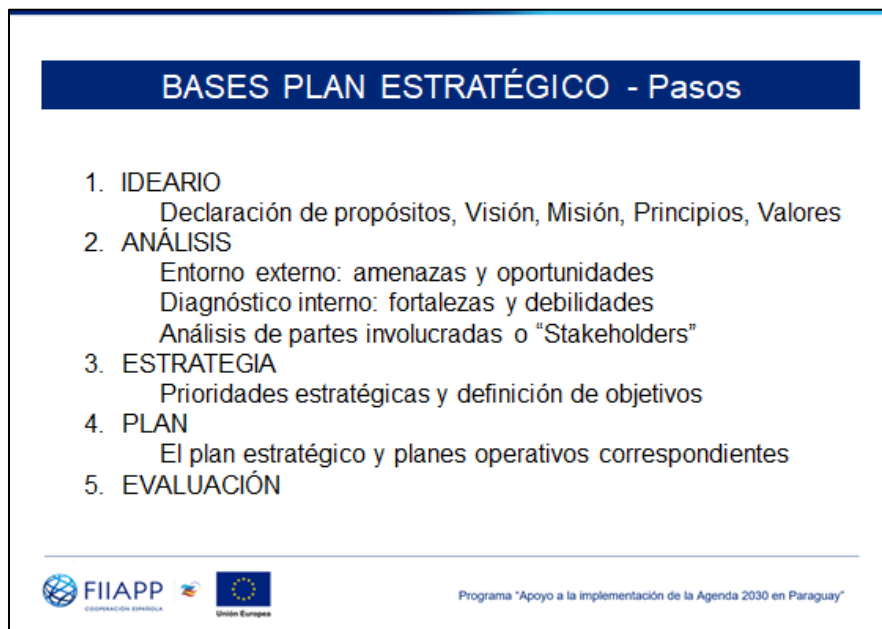 BASES PLAN ESTRATÉGICO - Pasos
1. IDEARIO
Declaración de propósitos, Visión, Misión, Principios, Valores
2. ANÁLISIS
Entorno externo: amenazas y oportunidades
Diagnóstico interno: fortalezas y debilidades
Análisis de partes involucradas o “Stakeholders”
3. ESTRATEGIA
Prioridades estratégicas y definición de objetivos
4. PLAN
El plan estratégico y planes operativos correspondientes
5. EVALUACIÓN
FIIAPP
COOPERACIÓN ESPAÑOLA
Unión Europea
Programa “Apoyo a la implementación de la Agenda 2030 en Paraguay”